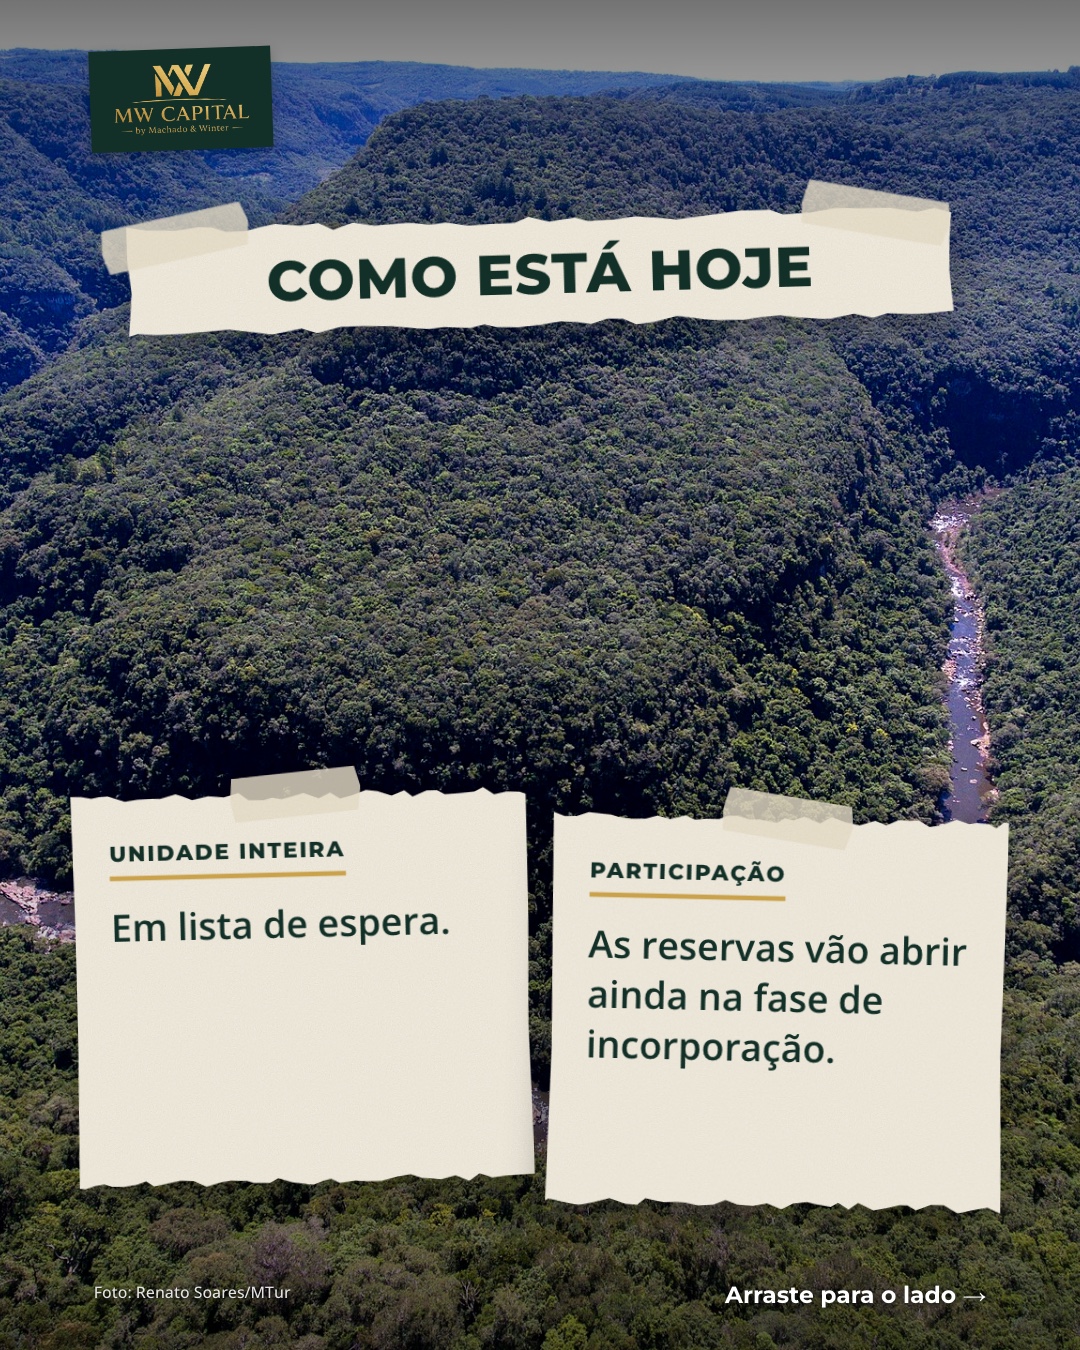 MW CAPITAL
by Machado & Winter
COMO ESTÁ HOJE
UNIDADE INTEIRA
Em lista de espera.
PARTICIPAÇÃO
As reservas vão abrir
ainda na fase de
incorporação.
Foto: Renato Soares/MTur
Arraste para o lado →